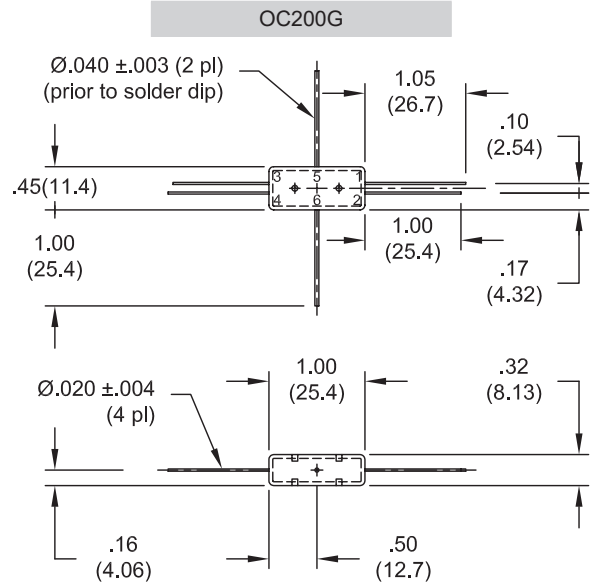 OC200G
Ø.040 ±.003 (2 pl)
(prior to solder dip)
1.05
(26.7)
.10
(2.54)
.45(11.4)
3 5 1
4 6 2
1.00
(25.4)
1.00
(25.4)
.17
(4.32)
Ø.020 ±.004
(4 pl)
1.00
(25.4)
.32
(8.13)
.16
(4.06)
.50
(12.7)